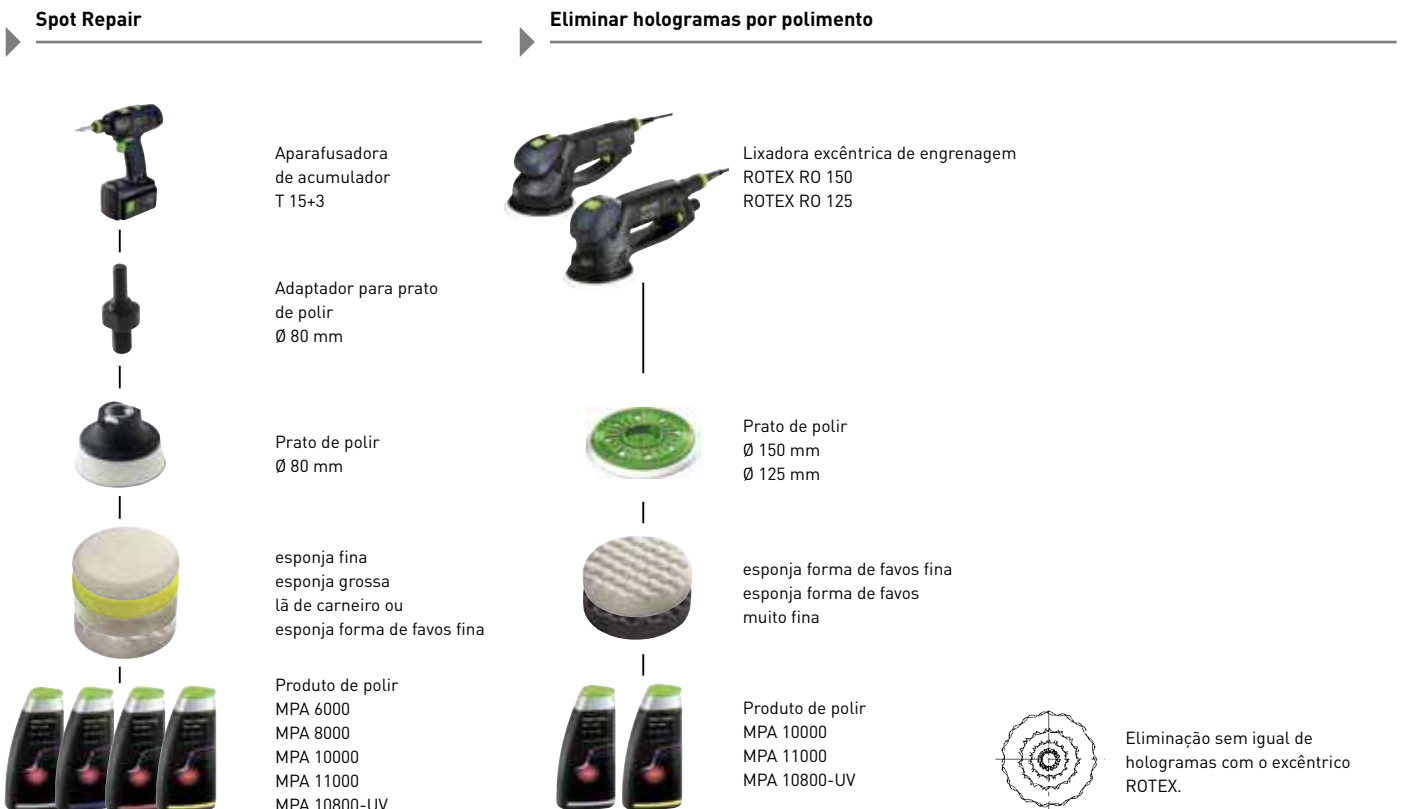 Spot Repair
Aparafusadora
de acumulador
T 15+3
Adaptador para prato
de polir
Ø 80 mm
Prato de polir
Ø 80 mm
esponja fina
esponja grossa
lã de carneiro ou
esponja forma de favos fina
Produto de polir
MPA 6000
MPA 8000
MPA 10000
MPA 11000
MPA 10800-UV
Eliminar hologramas por polimento
Lixadora excêntrica de engrenagem
ROTEX RO 150
ROTEX RO 125
Prato de polir
Ø 150 mm
Ø 125 mm
esponja forma de favos fina
esponja forma de favos
muito fina
Produto de polir
MPA 10000
MPA 11000
MPA 10800-UV
Eliminação sem igual de
hologramas com o excêntrico
ROTEX.